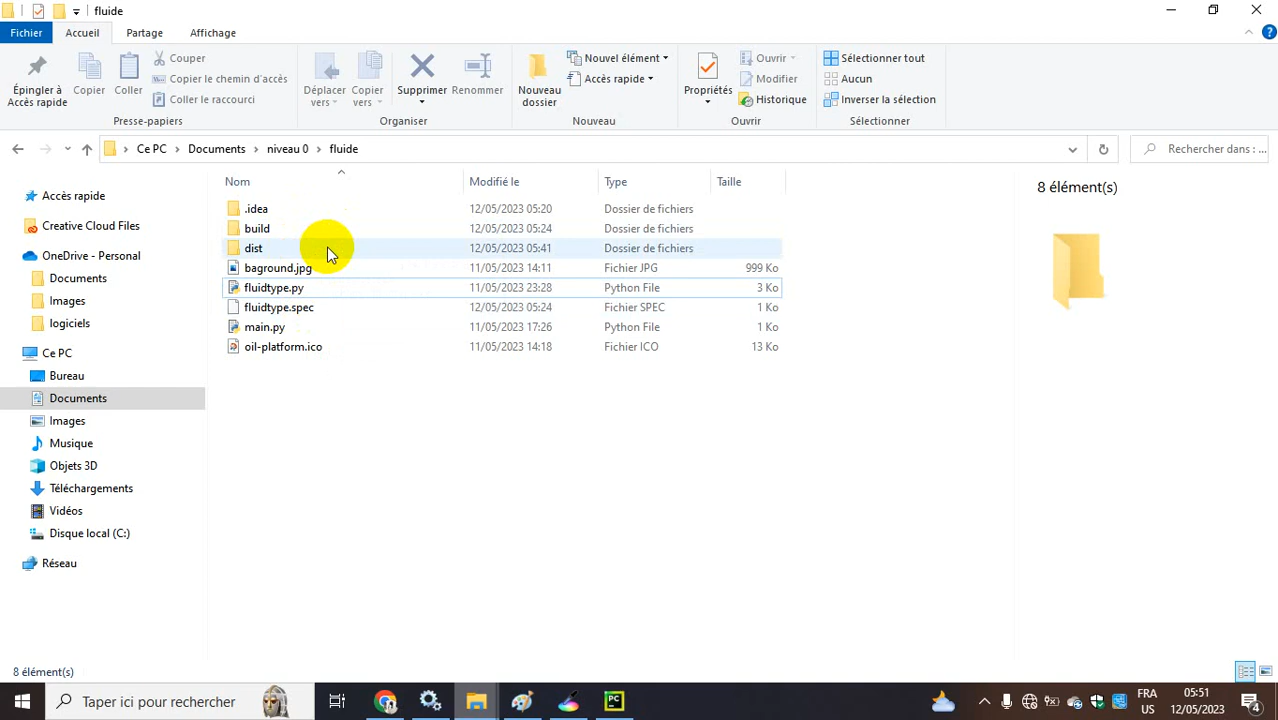 fluide
Fichier Accueil Partage Affichage
Épingler à Accès rapide
Copier
Coller
Couper
Copier le chemin d'accès
Coller le raccourci
Presse-papiers
Déplacer vers
Copier vers
Supprimer
Renommer
Organiser
Nouveau dossier
Nouvel élément
Accès rapide
Nouveau
Propriétés
Ouvrir
Modifier
Historique
Ouvrir
Sélectionner tout
Aucun
Inverser la sélection
Sélectionner
Ce PC > Documents > niveau 0 > fluide
Rechercher dans : ...
Accès rapide
Creative Cloud Files
OneDrive - Personal
Documents
Images
logiciels
Ce PC
Bureau
Documents
Images
Musique
Objets 3D
Téléchargements
Vidéos
Disque local (C:)
Réseau
Nom Modifié le Type Taille
.idea 12/05/2023 05:20 Dossier de fichiers
build 12/05/2023 05:24 Dossier de fichiers
dist 12/05/2023 05:41 Dossier de fichiers
baground.jpg 11/05/2023 14:11 Fichier JPG 999 Ko
fluidtype.py 11/05/2023 23:28 Python File 3 Ko
fluidtype.spec 12/05/2023 05:24 Fichier SPEC 1 Ko
main.py 11/05/2023 17:26 Python File 1 Ko
oil-platform.ico 11/05/2023 14:18 Fichier ICO 13 Ko
8 élément(s)
8 élément(s)
Taper ici pour rechercher
PC
FRA
US
05:51
12/05/2023
4